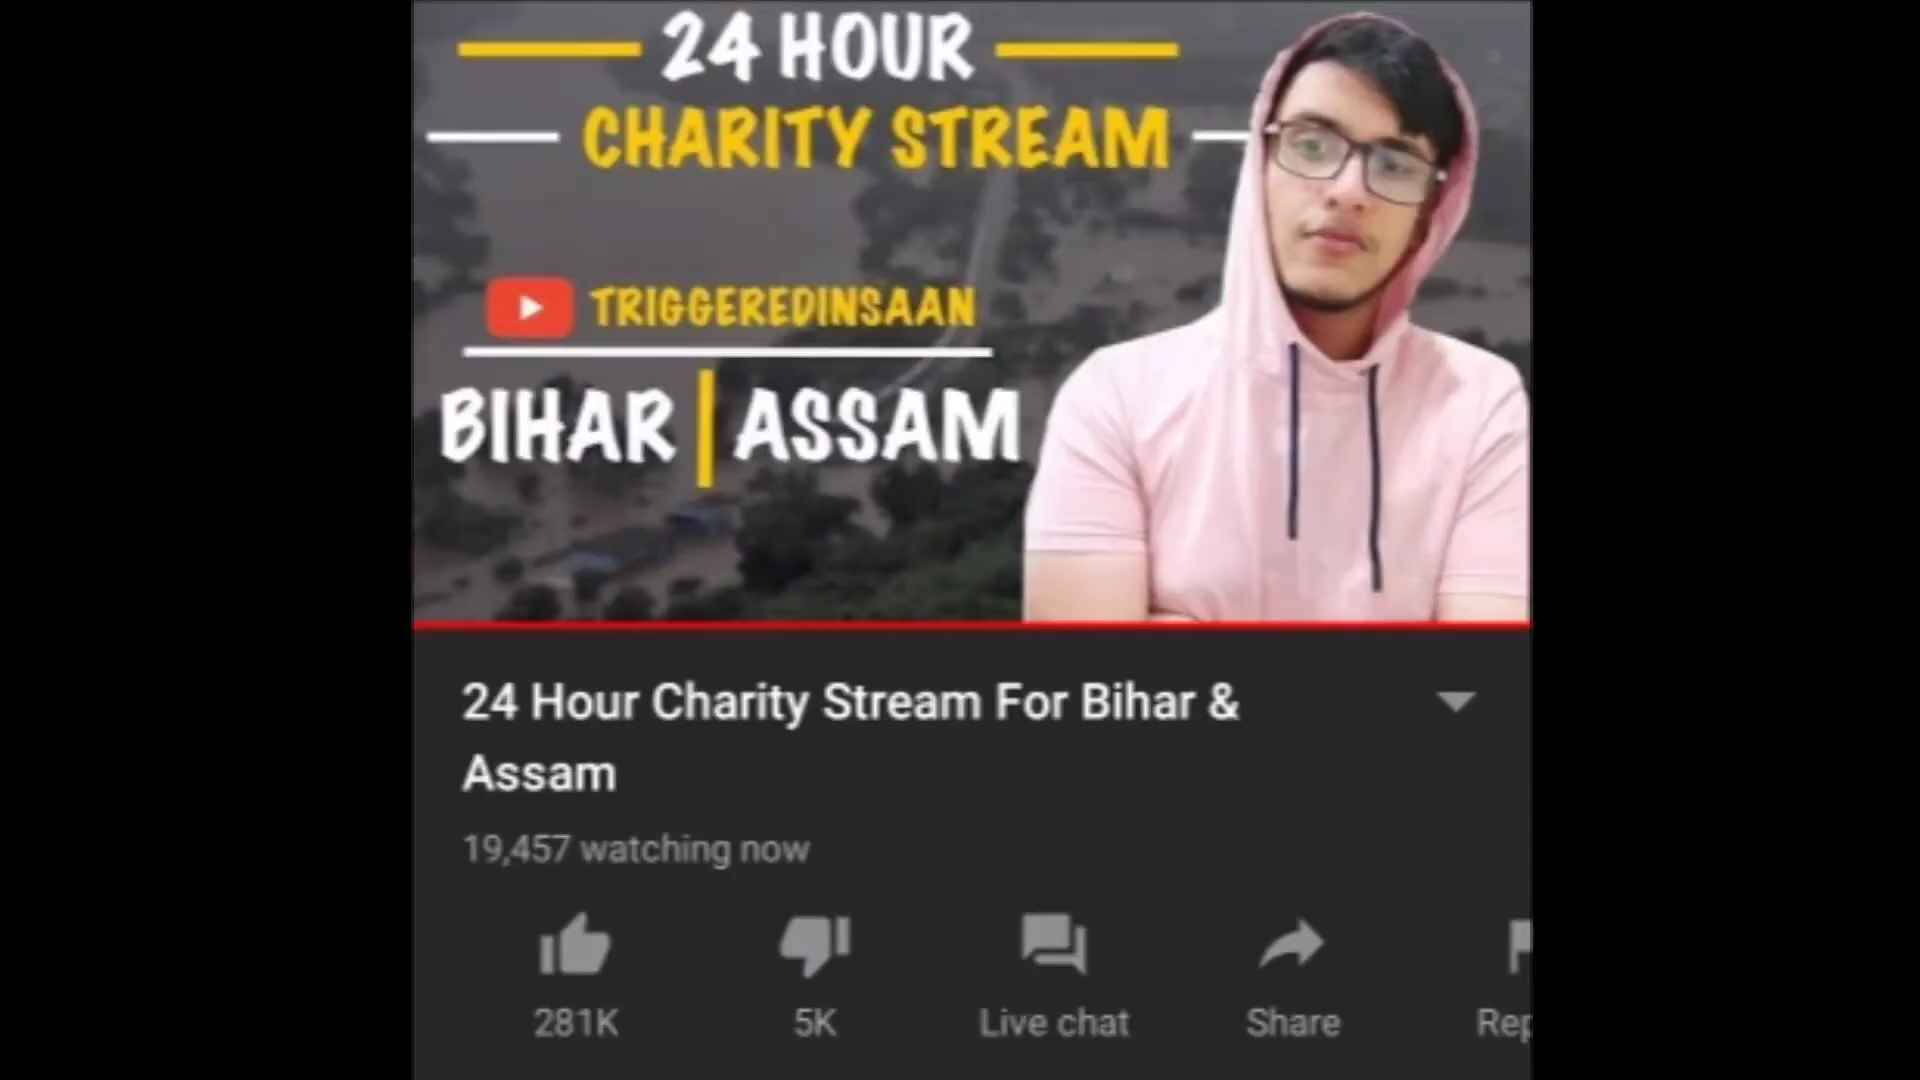 24 HOUR
CHARITY STREAM
TRIGGEREDINSAAN
BIHAR | ASSAM
24 Hour Charity Stream For Bihar &
Assam
19,457 watching now
281K 5K Live chat Share Rep